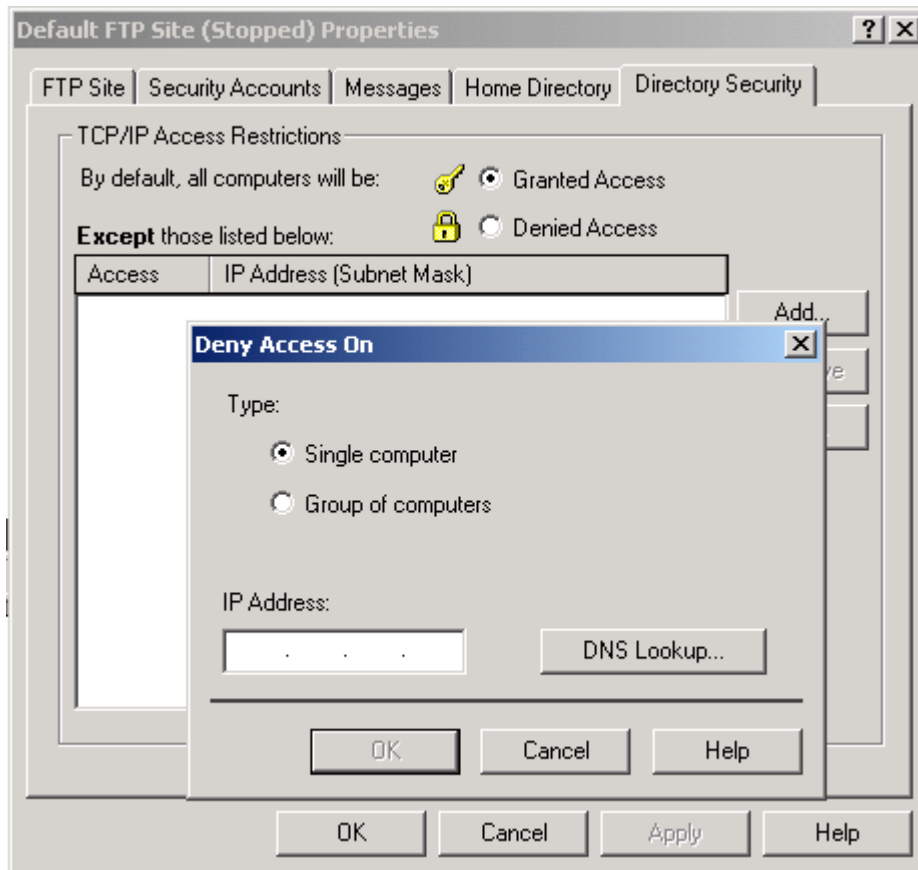 Default FTP Site (Stopped) Properties
FTP Site Security Accounts Messages Home Directory Directory Security
TCP/IP Access Restrictions
By default, all computers will be: Granted Access
Denied Access
Except those listed below:
Access IP Address (Subnet Mask)
Add...
Deny Access On
Type:
Single computer
Group of computers
IP Address:
. . .
DNS Lookup...
OK Cancel Help
OK Cancel Apply Help